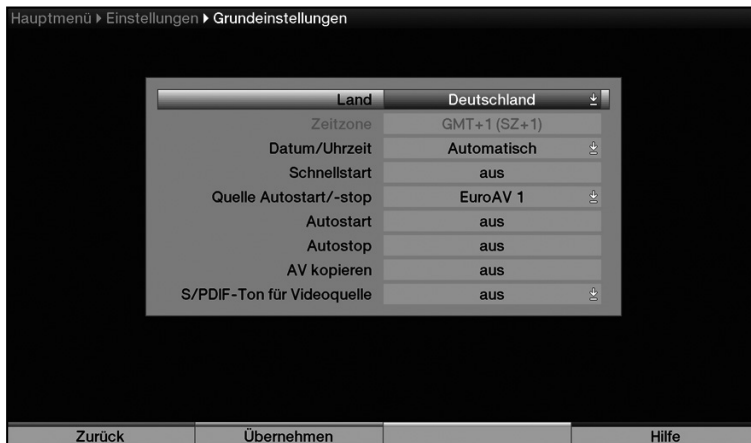 Hauptmenü ▸ Einstellungen ▸ Grundeinstellungen
Land Deutschland
Zeitzone GMT+1 (SZ+1)
Datum/Uhrzeit Automatisch
Schnellstart aus
Quelle Autostart/-stop EuroAV 1
Autostart aus
Autostop aus
AV kopieren aus
S/PDIF-Ton für Videoquelle aus
Zurück Übernehmen Hilfe